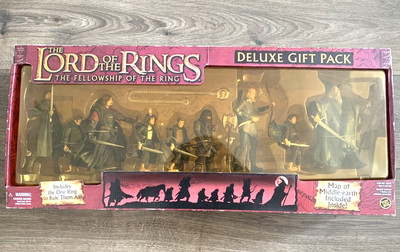 THE
LORD OF THE RINGS
THE FELLOWSHIP OF THE RING
DELUXE GIFT PACK
Includes
the One Ring
to Rule Them All!
Map of
Middle-earth
Included
Inside!
WARNING: